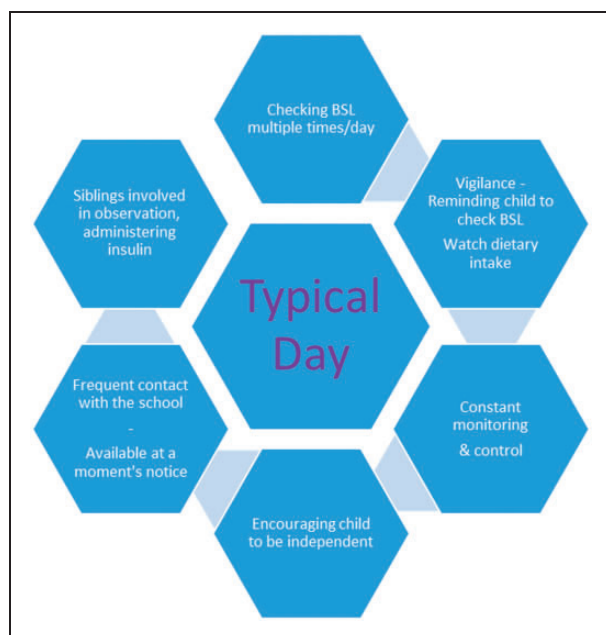 Checking BSL
multiple times/day
Vigilance -
Reminding child to
check BSL
Watch dietary
intake
Constant
monitoring
& control
Encouraging child
to be independent
Frequent contact
with the school
-
Available at a
moment's notice
Siblings involved
in observation,
administering
insulin
Typical
Day